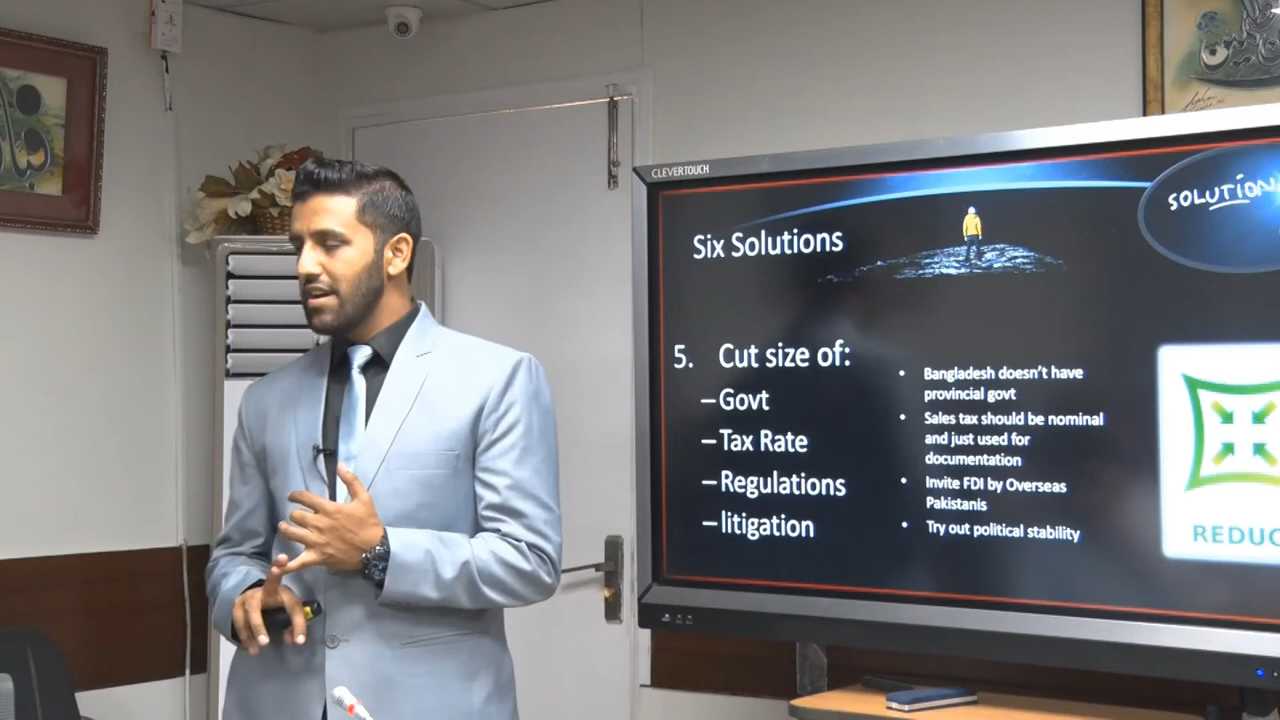 CLEVERTOUCH
SOLUTION
Six Solutions
5. Cut size of:
– Govt
– Tax Rate
– Regulations
– litigation
• Bangladesh doesn't have
provincial govt
• Sales tax should be nominal
and just used for
documentation
• Invite FDI by Overseas
Pakistanis
• Try out political stability
REDUC